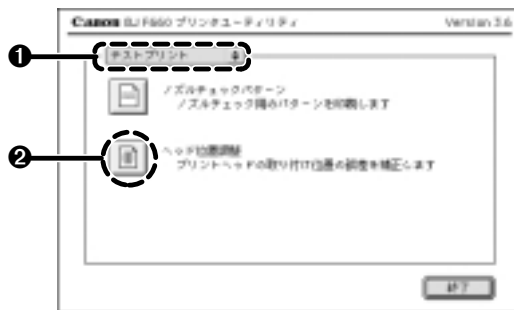 Canon BJ F660 プリンタユーティリティ Version 3.6
❶ テストプリント
ノズルチェックパターン
ノズルチェック用のパターンを印刷します
❷ ヘッド位置調整
プリントヘッドの取り付け位置の調整を補正します
終了